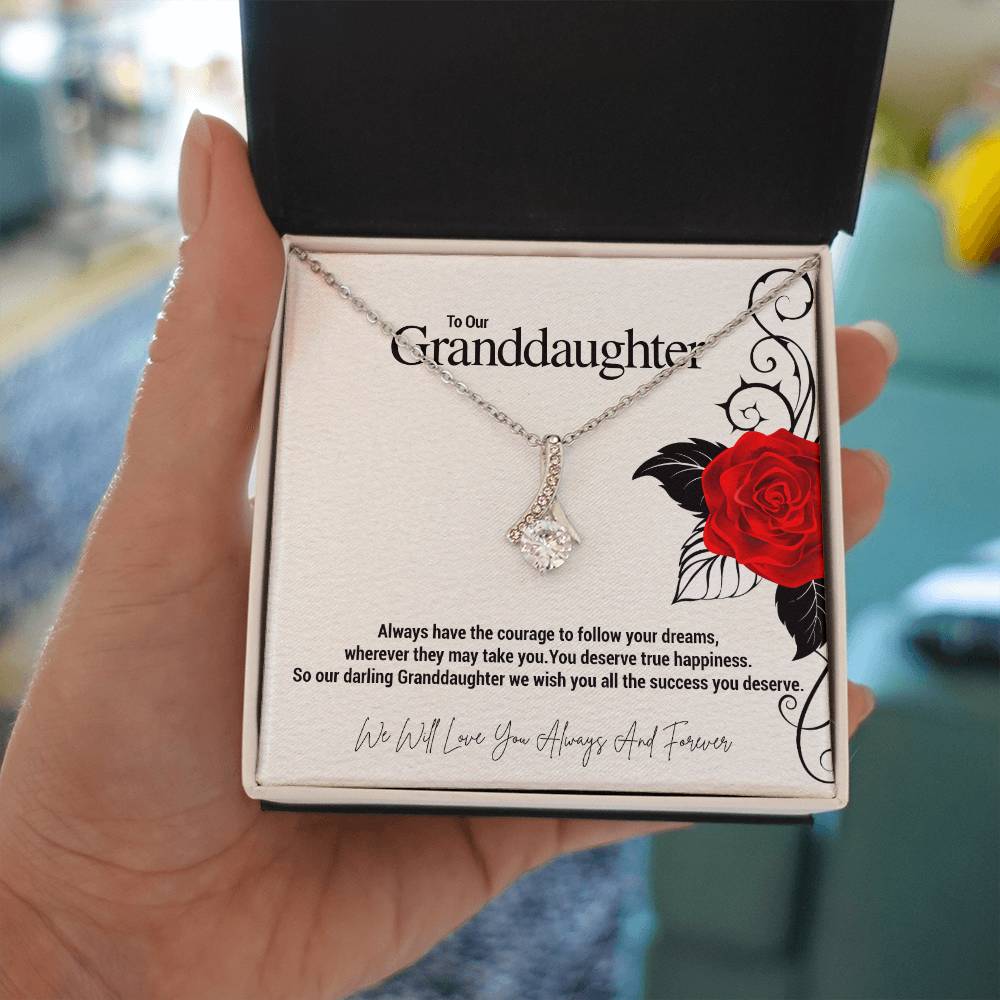 To Our
Granddaughter
Always have the courage to follow your dreams,
wherever they may take you.You deserve true happiness.
So our darling Granddaughter we wish you all the success you deserve.
We Will Love You Always And Forever